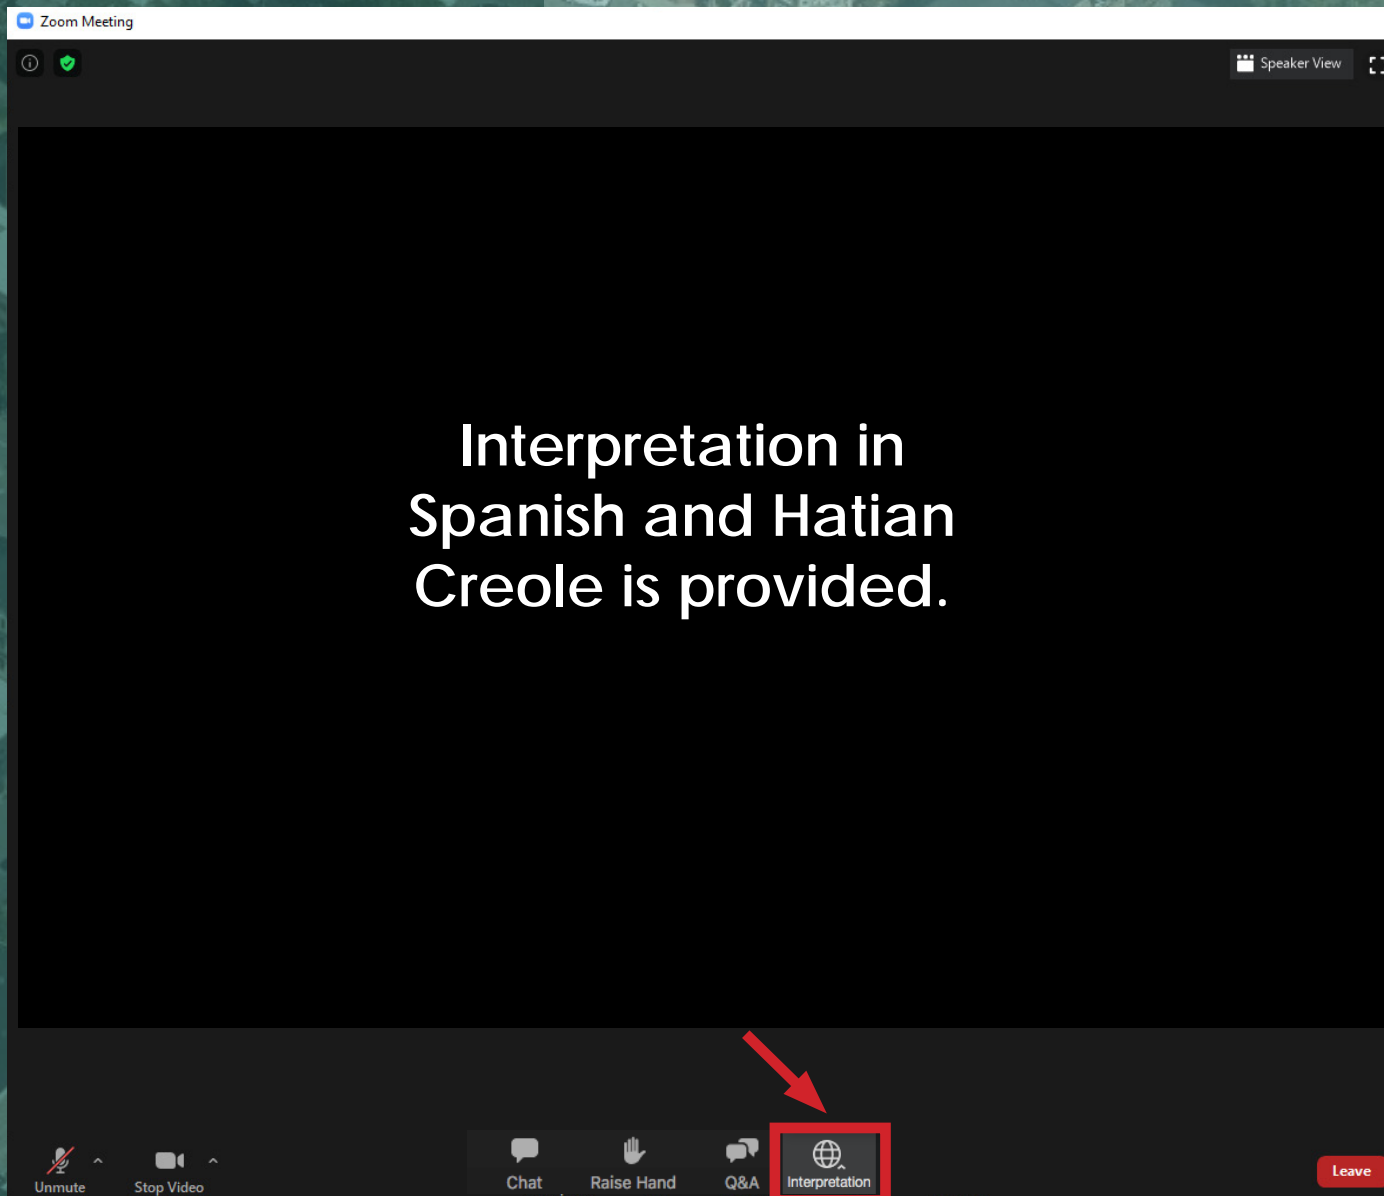 Zoom Meeting
Speaker View
Interpretation in
Spanish and Hatian
Creole is provided.
Unmute
Stop Video
Chat
Raise Hand
Q&A
Interpretation
Leave